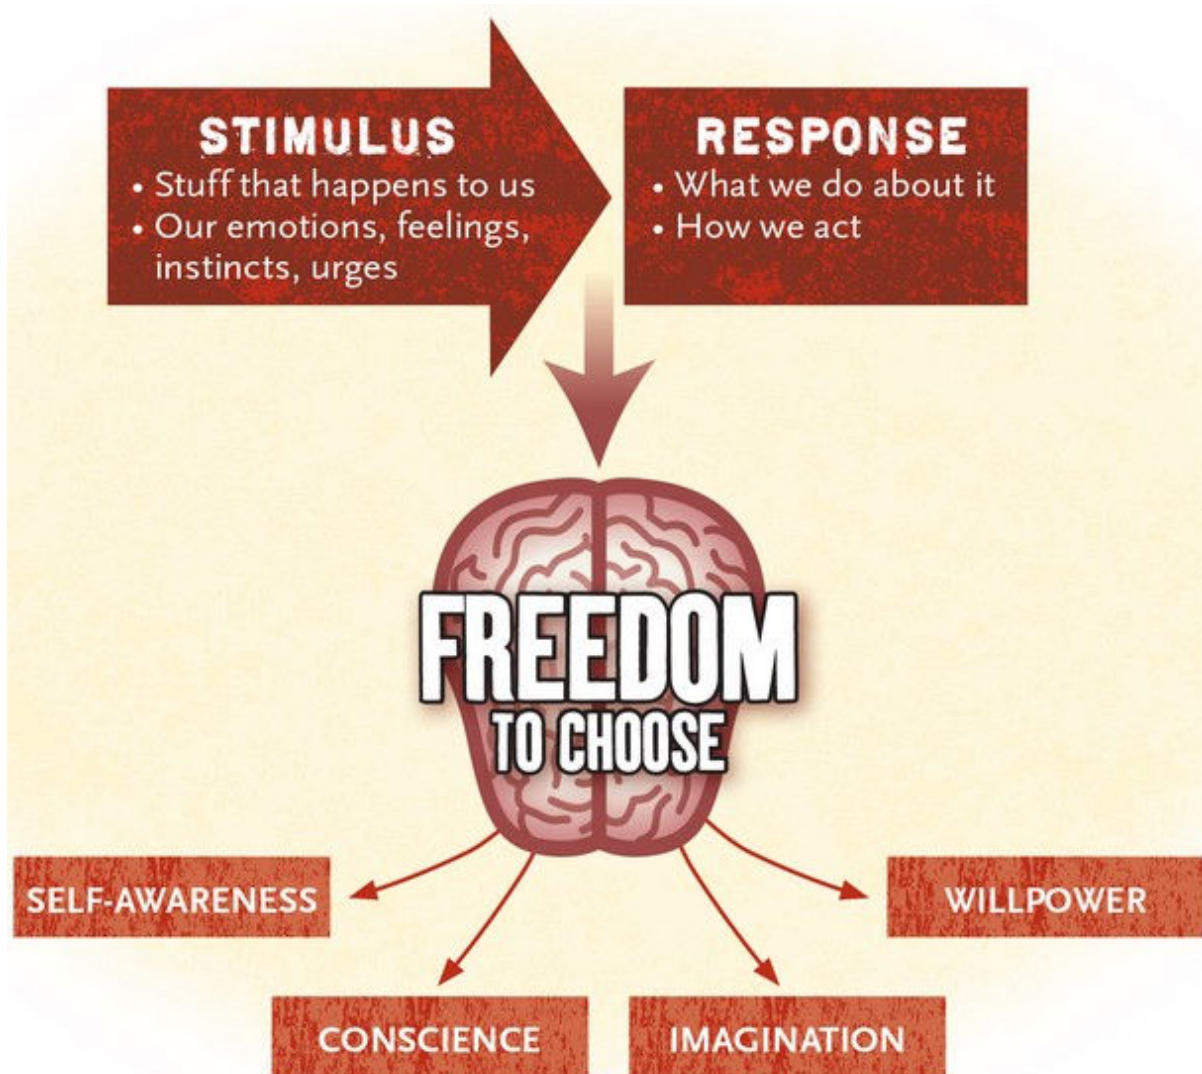 STIMULUS
• Stuff that happens to us
• Our emotions, feelings,
instincts, urges
RESPONSE
• What we do about it
• How we act
FREEDOM
TO CHOOSE
SELF-AWARENESS
WILLPOWER
CONSCIENCE
IMAGINATION